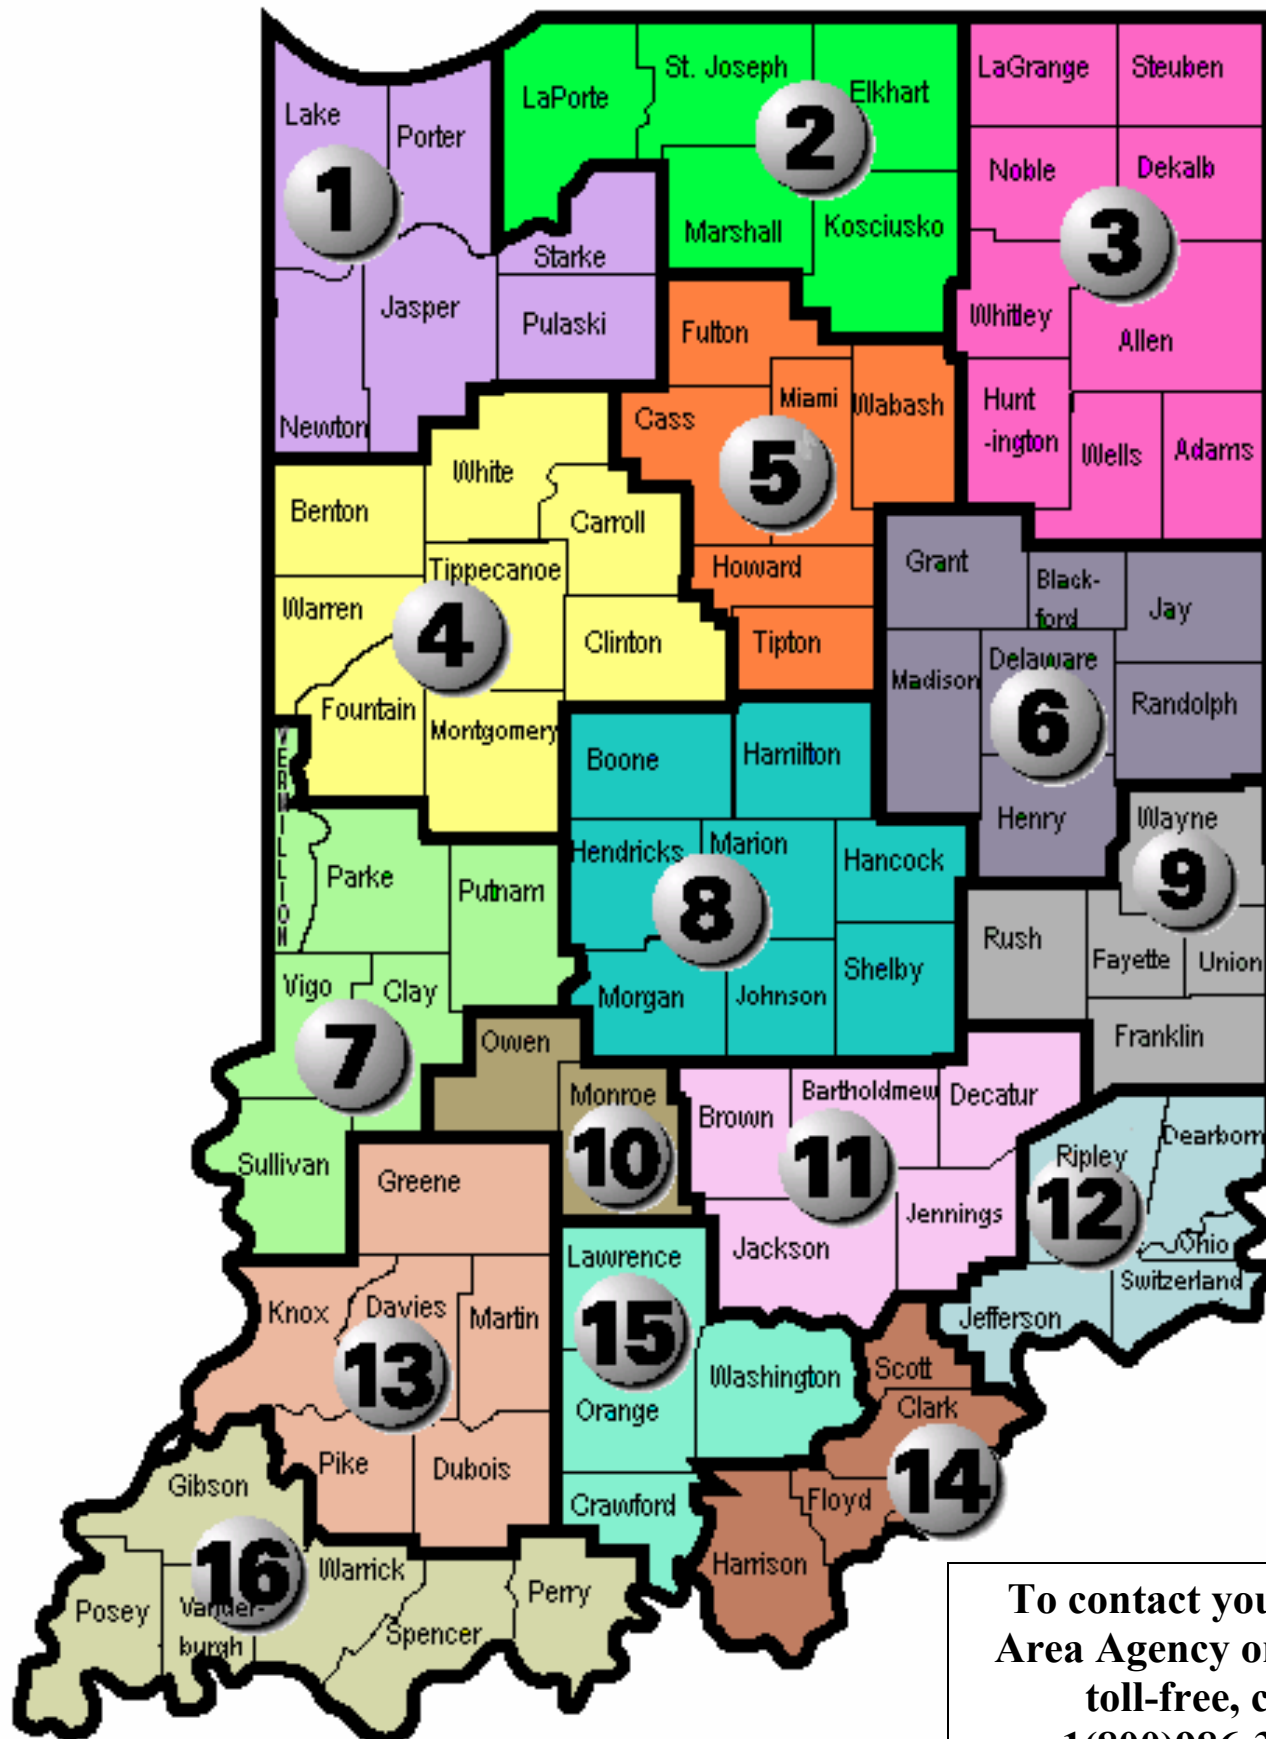 LaGrange
Steuben
St. Joseph
Elkhart
LaPorte
Lake
Porter
2
Noble
Dekalb
1
Marshall
Kosciusko
3
Starke
Jasper
Pulaski
Whitley
Fulton
Allen
Miami
Wabash
Hunt
-ington
Cass
Newton
Wells
Adams
White
5
Benton
Carroll
Grant
Howard
Tippecanoe
Black-
ford
Jay
Warren
4
Clinton
Tipton
Delaware
Madison
Randolph
Fountain
6
Montgomery
VERMILLION
Boone
Hamilton
Henry
Wayne
Hendricks
Marion
Hancock
Parke
Putnam
9
8
Rush
Fayette
Union
Vigo
Clay
Morgan
Johnson
Shelby
7
Owen
Franklin
Monroe
Bartholdmew
Decatur
Brown
Dearborn
10
11
Ripley
Sullivan
Greene
12
Jennings
Lawrence
Jackson
Ohio
Switzerland
Knox
Davies
Martin
15
Jefferson
13
Washington
Scott
Orange
Clark
Pike
Dubois
14
Gibson
Crawford
Floyd
16
Warrick
Harrison
Perry
Posey
Vander-
burgh
Spencer
To contact you
Area Agency o
toll-free, c